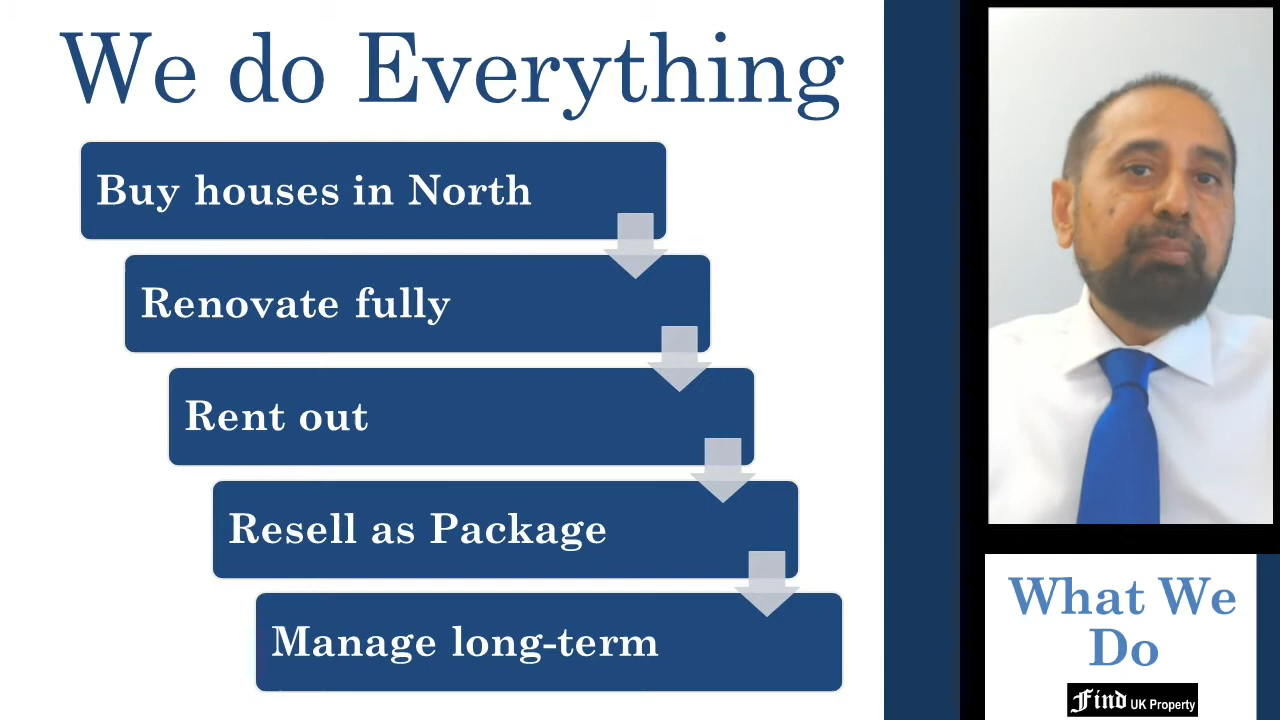 We do Everything
Buy houses in North
Renovate fully
Rent out
Resell as Package
Manage long-term
What We
Do
Find UK Property